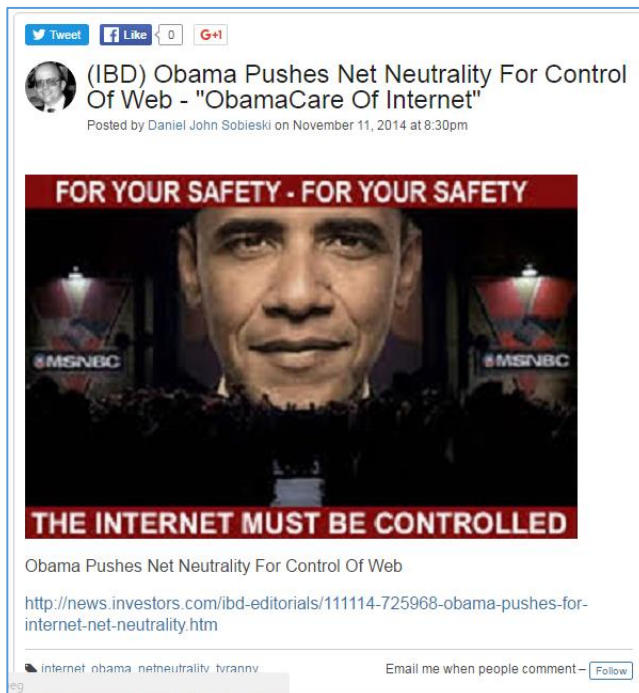 Tweet Like 0 G+1
(IBD) Obama Pushes Net Neutrality For Control
Of Web - "ObamaCare Of Internet"
Posted by Daniel John Sobieski on November 11, 2014 at 8:30pm
FOR YOUR SAFETY - FOR YOUR SAFETY
MSNBC MSNBC
THE INTERNET MUST BE CONTROLLED
Obama Pushes Net Neutrality For Control Of Web
http://news.investors.com/ibd-editorials/111114-725968-obama-pushes-for-
internet-net-neutrality.htm
internet obama netneutrality tyranny Email me when people comment – Follow
eg